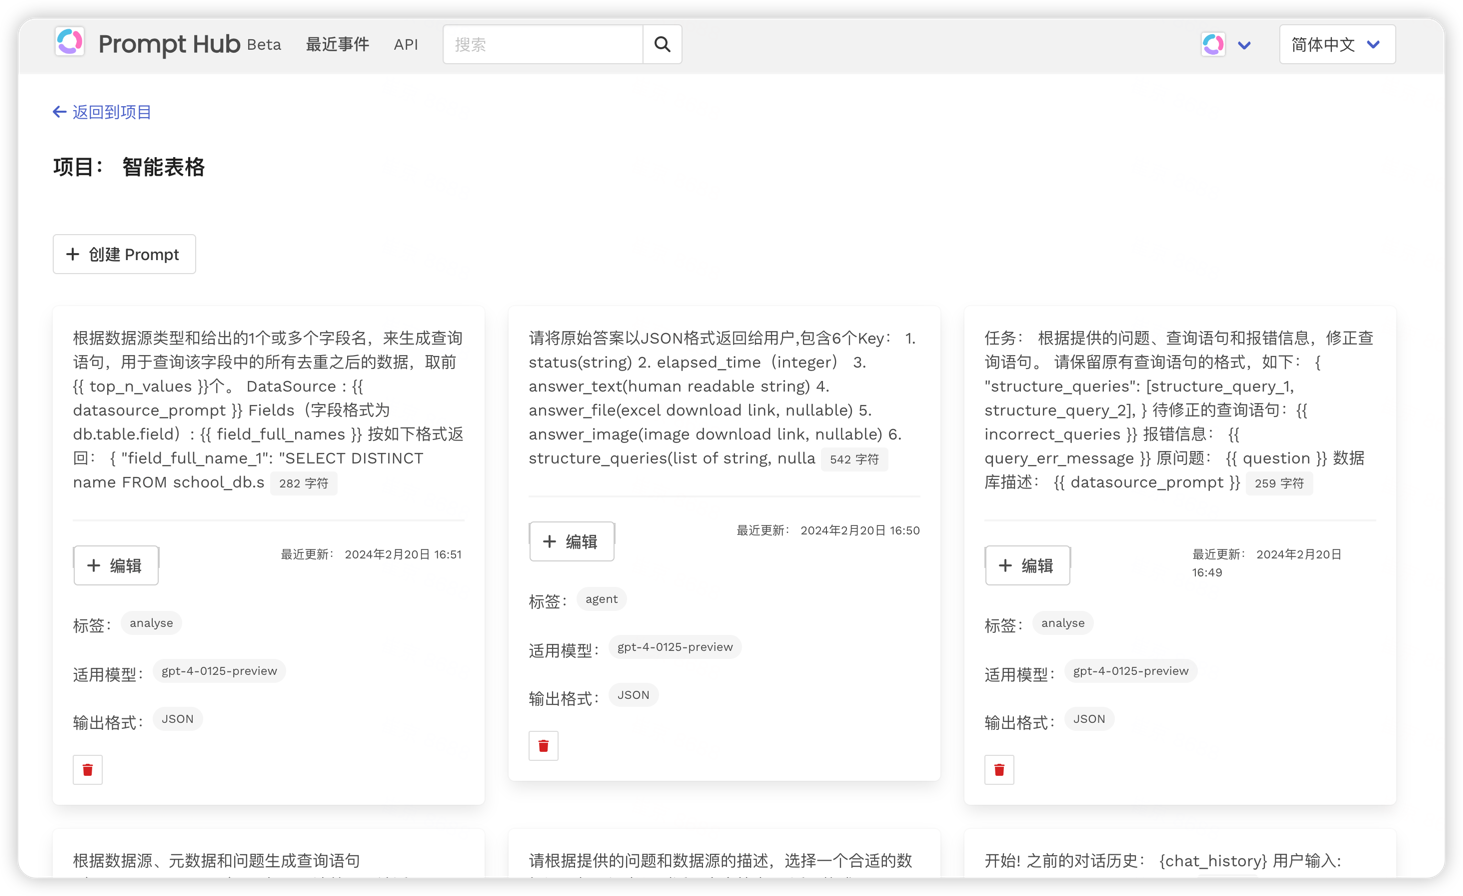 Prompt Hub Beta 最近事件 API 搜索 简体中文
返回到项目
项目： 智能表格
创建 Prompt
根据数据源类型和给出的1个或多个字段名，来生成查询
语句，用于查询该字段中的所有去重之后的数据，取前
{{ top_n_values }}个。 DataSource : {{
datasource_prompt }} Fields（字段格式为
db.table.field）: {{ field_full_names }} 按如下格式返
回： { "field_full_name_1": "SELECT DISTINCT
name FROM school_db.s 282 字符
编辑 最近更新： 2024年2月20日 16:51
标签： analyse
适用模型： gpt-4-0125-preview
输出格式： JSON
请将原始答案以JSON格式返回给用户,包含6个Key： 1.
status(string) 2. elapsed_time（integer） 3.
answer_text(human readable string) 4.
answer_file(excel download link, nullable) 5.
answer_image(image download link, nullable) 6.
structure_queries(list of string, nulla 542 字符
编辑 最近更新： 2024年2月20日 16:50
标签： agent
适用模型： gpt-4-0125-preview
输出格式： JSON
任务： 根据提供的问题、查询语句和报错信息，修正查
询语句。 请保留原有查询语句的格式，如下： {
"structure_queries": [structure_query_1,
structure_query_2], } 待修正的查询语句：{{
incorrect_queries }} 报错信息： {{
query_err_message }} 原问题： {{ question }} 数据
库描述： {{ datasource_prompt }} 259 字符
编辑 最近更新： 2024年2月20日
16:49
标签： analyse
适用模型： gpt-4-0125-preview
输出格式： JSON
根据数据源、元数据和问题生成查询语句
请根据提供的问题和数据源的描述，选择一个合适的数
开始! 之前的对话历史： {chat_history} 用户输入: